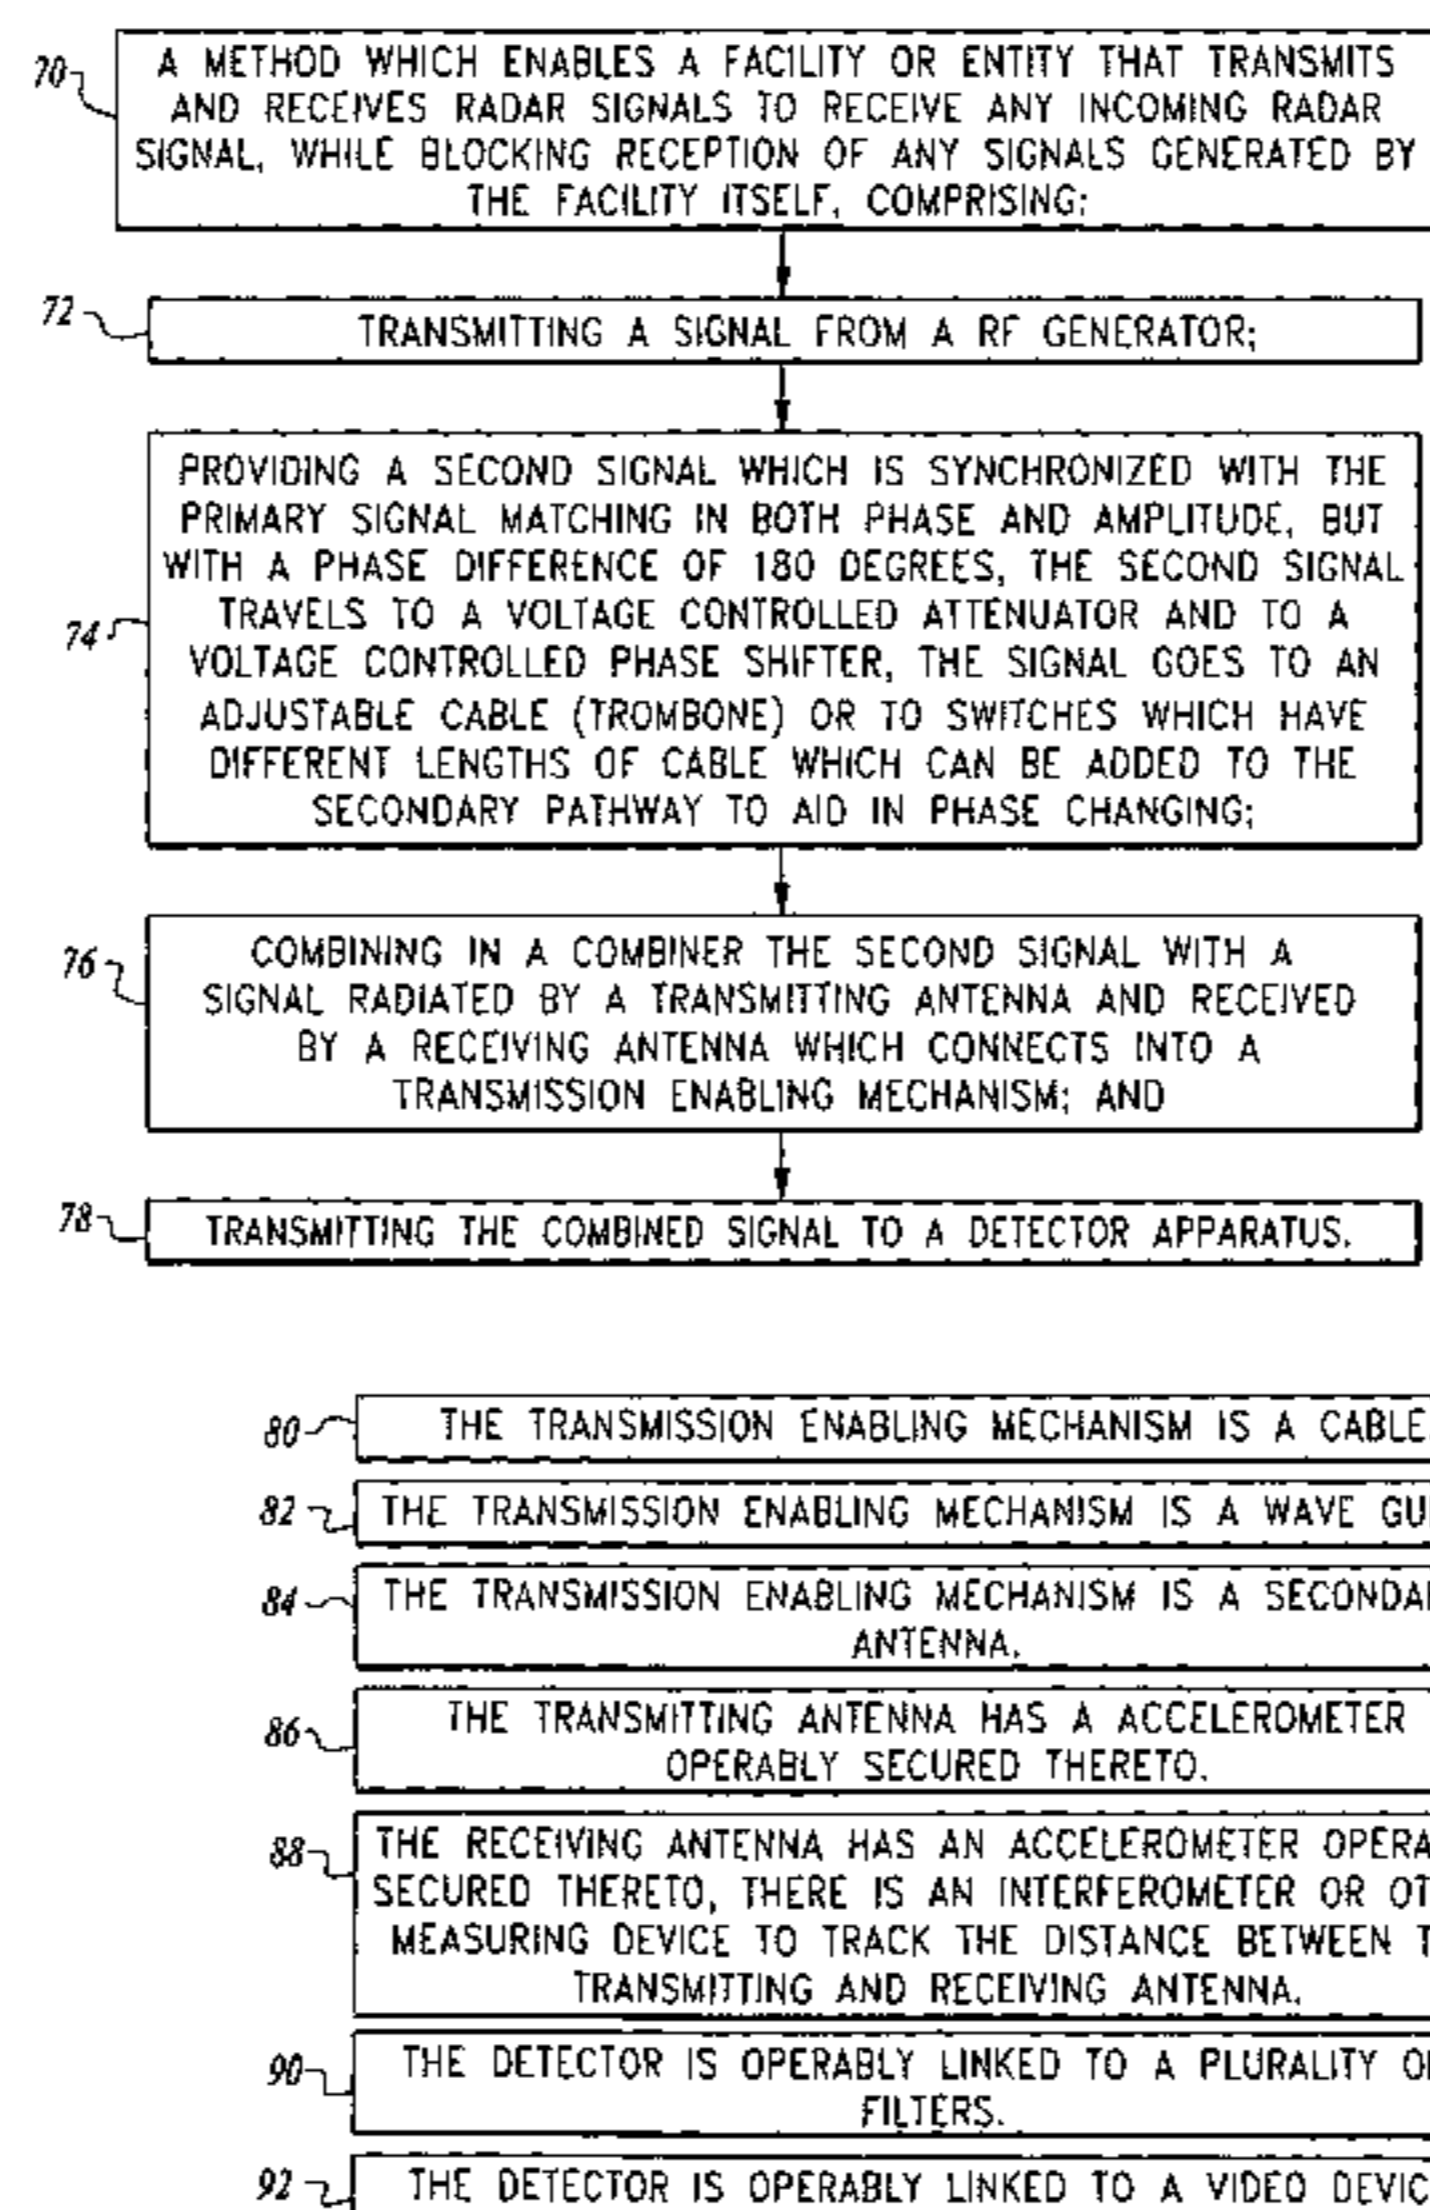 70
A METHOD WHICH ENABLES A FACILITY OR ENTITY THAT TRANSMITS
AND RECEIVES RADAR SIGNALS TO RECEIVE ANY INCOMING RADAR
SIGNAL, WHILE BLOCKING RECEPTION OF ANY SIGNALS GENERATED BY
THE FACILITY ITSELF, COMPRISING:
72
TRANSMITTING A SIGNAL FROM A RF GENERATOR;
PROVIDING A SECOND SIGNAL WHICH IS SYNCHRONIZED WITH THE
PRIMARY SIGNAL MATCHING IN BOTH PHASE AND AMPLITUDE, BUT
WITH A PHASE DIFFERENCE OF 180 DEGREES, THE SECOND SIGNAL
74
TRAVELS TO A VOLTAGE CONTROLLED ATTENUATOR AND TO A
VOLTAGE CONTROLLED PHASE SHIFTER, THE SIGNAL GOES TO AN
ADJUSTABLE CABLE (TROMBONE) OR TO SWITCHES WHICH HAVE
DIFFERENT LENGTHS OF CABLE WHICH CAN BE ADDED TO THE
SECONDARY PATHWAY TO AID IN PHASE CHANGING;
76
COMBINING IN A COMBINER THE SECOND SIGNAL WITH A
SIGNAL RADIATED BY A TRANSMITTING ANTENNA AND RECEIVED
BY A RECEIVING ANTENNA WHICH CONNECTS INTO A
TRANSMISSION ENABLING MECHANISM; AND
78
TRANSMITTING THE COMBINED SIGNAL TO A DETECTOR APPARATUS.
80
THE TRANSMISSION ENABLING MECHANISM IS A CABLE.
82
THE TRANSMISSION ENABLING MECHANISM IS A WAVE GUI
84
THE TRANSMISSION ENABLING MECHANISM IS A SECONDA
ANTENNA.
86
THE TRANSMITTING ANTENNA HAS A ACCELEROMETER
OPERABLY SECURED THERETO.
88
THE RECEIVING ANTENNA HAS AN ACCELEROMETER OPERA
SECURED THERETO, THERE IS AN INTERFEROMETER OR OT
MEASURING DEVICE TO TRACK THE DISTANCE BETWEEN T
TRANSMITTING AND RECEIVING ANTENNA.
90
THE DETECTOR IS OPERABLY LINKED TO A PLURALITY O
FILTERS.
92
THE DETECTOR IS OPERABLY LINKED TO A VIDEO DEVIC